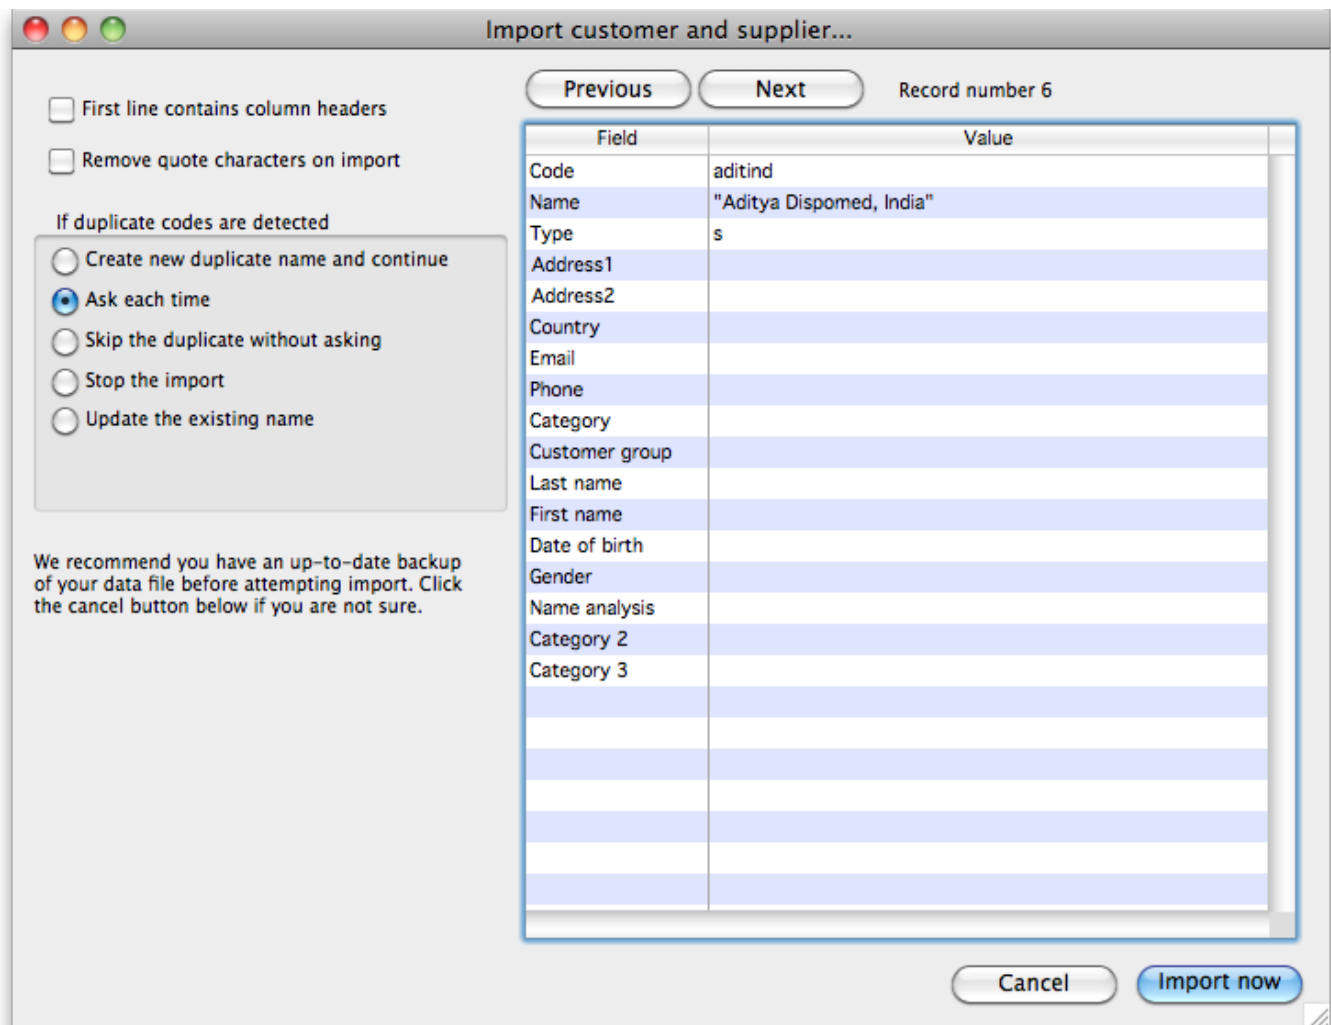 Import customer and supplier...
First line contains column headers
Remove quote characters on import
If duplicate codes are detected
Create new duplicate name and continue
Ask each time
Skip the duplicate without asking
Stop the import
Update the existing name
We recommend you have an up-to-date backup
of your data file before attempting import. Click
the cancel button below if you are not sure.
Previous Next Record number 6
Field Value
Code aditind
Name "Aditya Dispomed, India"
Type s
Address1
Address2
Country
Email
Phone
Category
Customer group
Last name
First name
Date of birth
Gender
Name analysis
Category 2
Category 3
Cancel Import now